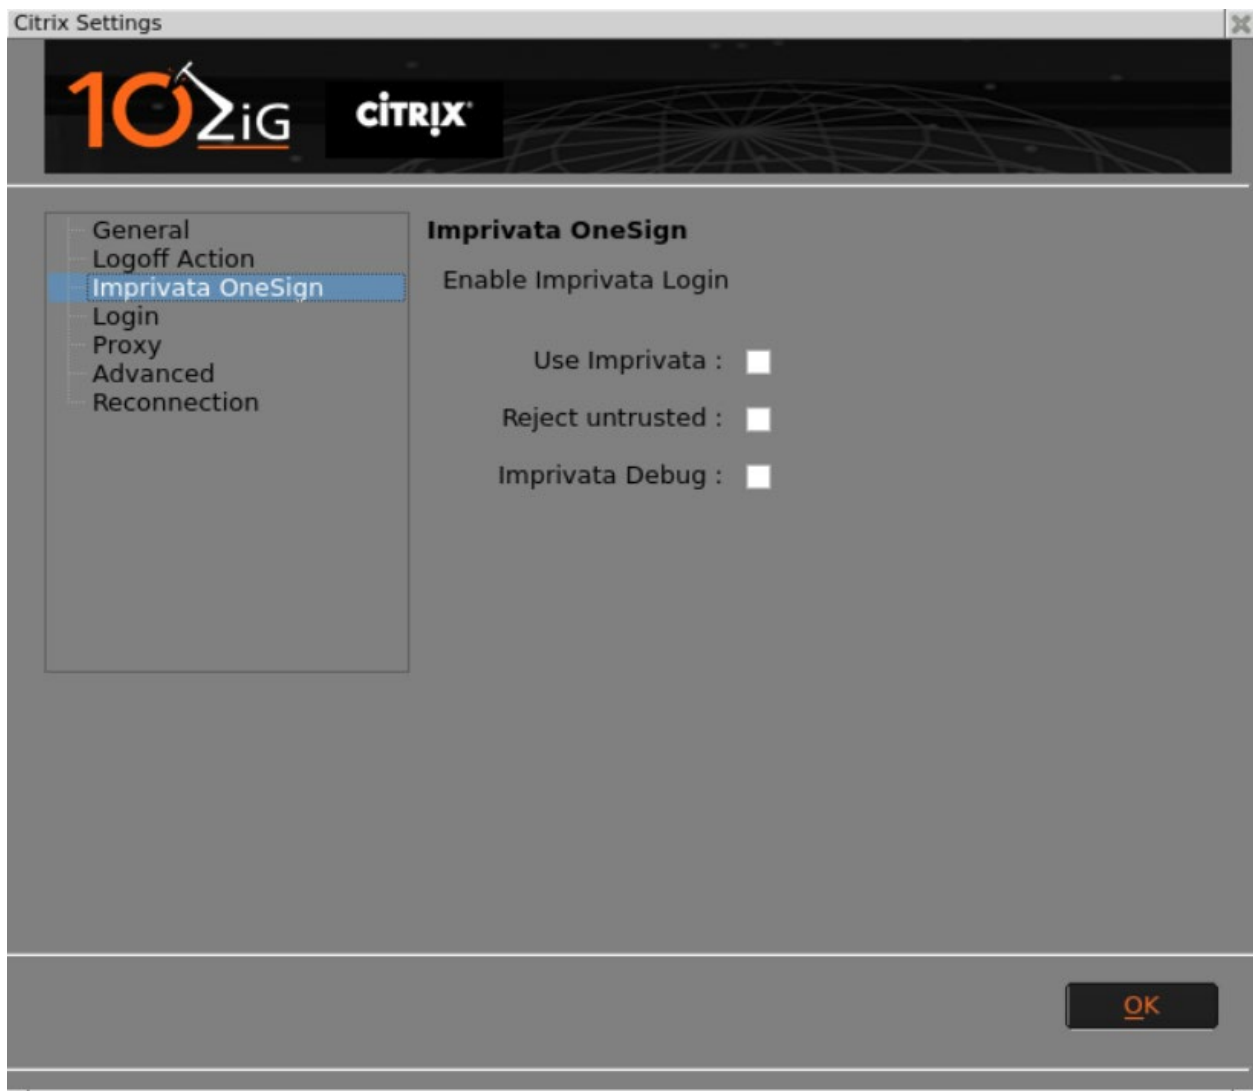 Citrix Settings
10ZiG
CiTRIX
General
Logoff Action
Imprivata OneSign
Login
Proxy
Advanced
Reconnection
Imprivata OneSign
Enable Imprivata Login
Use Imprivata :
Reject untrusted :
Imprivata Debug :
OK